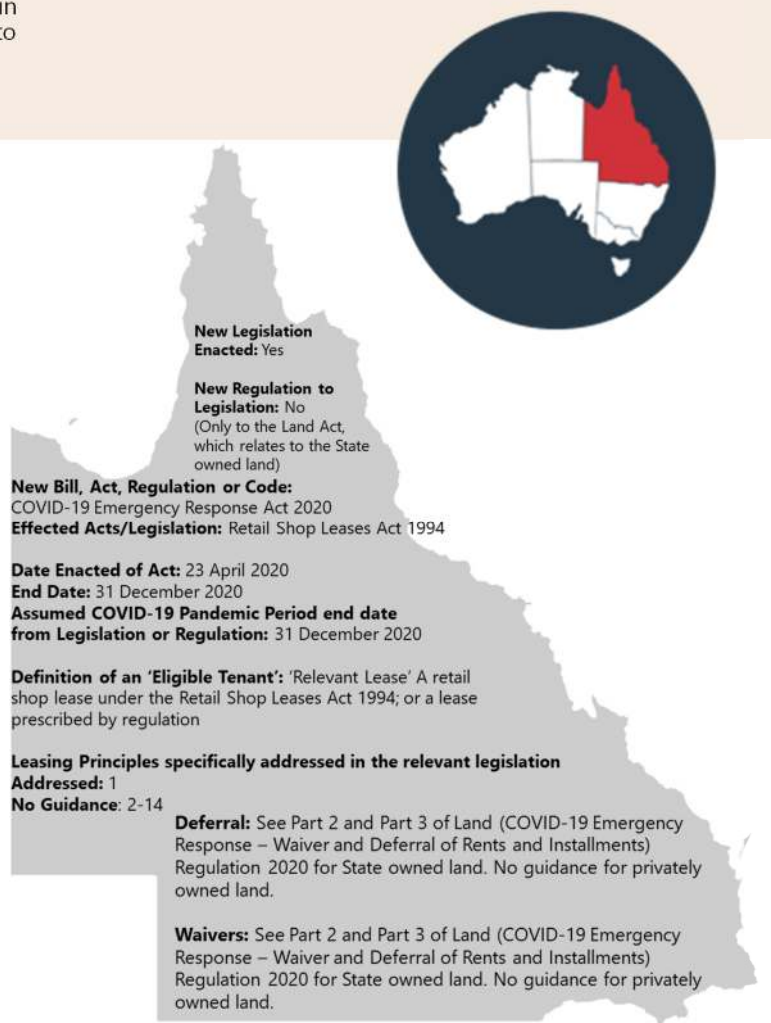 in
to
New Legislation
Enacted: Yes
New Regulation to
Legislation: No
(Only to the Land Act,
which relates to the State
owned land)
New Bill, Act, Regulation or Code:
COVID-19 Emergency Response Act 2020
Effected Acts/Legislation: Retail Shop Leases Act 1994
Date Enacted of Act: 23 April 2020
End Date: 31 December 2020
Assumed COVID-19 Pandemic Period end date
from Legislation or Regulation: 31 December 2020
Definition of an ‘Eligible Tenant’: ‘Relevant Lease’ A retail
shop lease under the Retail Shop Leases Act 1994; or a lease
prescribed by regulation
Leasing Principles specifically addressed in the relevant legislation
Addressed: 1
No Guidance: 2-14
Deferral: See Part 2 and Part 3 of Land (COVID-19 Emergency
Response – Waiver and Deferral of Rents and Installments)
Regulation 2020 for State owned land. No guidance for privately
owned land.
Waivers: See Part 2 and Part 3 of Land (COVID-19 Emergency
Response – Waiver and Deferral of Rents and Installments)
Regulation 2020 for State owned land. No guidance for privately
owned land.